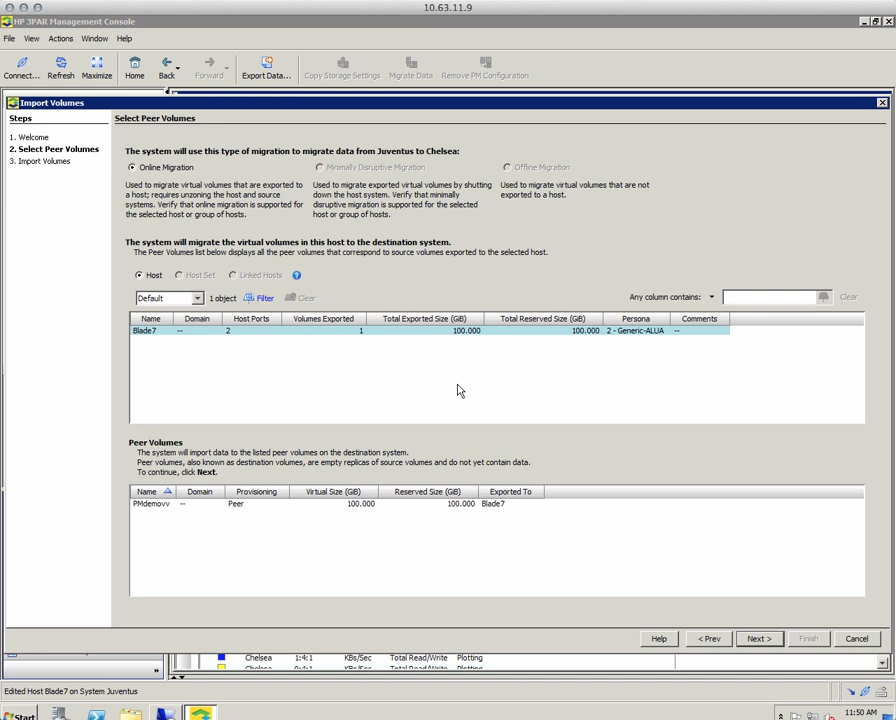 10.63.11.9
HP 3PAR Management Console
File View Actions Window Help
Connect... Refresh Maximize Home Back Forward Export Data... Copy Storage Settings Migrate Data Remove PM Configuration
Import Volumes
Steps
Select Peer Volumes
1. Welcome
2. Select Peer Volumes
3. Import Volumes
The system will use this type of migration to migrate data from Juventus to Chelsea:
Online Migration Minimally Disruptive Migration Offline Migration
Used to migrate virtual volumes that are exported to a host; requires unzoning the host and source systems. Verify that online migration is supported for the selected host or group of hosts.
Used to migrate exported virtual volumes by shutting down the host system. Verify that minimally disruptive migration is supported for the selected host or group of hosts.
Used to migrate virtual volumes that are not exported to a host.
The system will migrate the virtual volumes in this host to the destination system.
The Peer Volumes list below displays all the peer volumes that correspond to source volumes exported to the selected host.
Host Host Set Linked Hosts ?
Default 1 object Filter Clear Any column contains: Clear
Name Domain Host Ports Volumes Exported Total Exported Size (GB) Total Reserved Size (GB) Persona Comments
Blade7 -- 2 1 100.000 100.000 2 - Generic-ALUA --
Peer Volumes
The system will import data to the listed peer volumes on the destination system.
Peer volumes, also known as destination volumes, are empty replicas of source volumes and do not yet contain data.
To continue, click Next.
Name Domain Provisioning Virtual Size (GB) Reserved Size (GB) Exported To
PMdemovv -- Peer 100.000 100.000 Blade7
Help < Prev Next > Finish Cancel
Chelsea 1:4:1 KBs/Sec Total Read/Write Plotting
Chelsea KBs/Sec Total Read/Write Plotting
Edited Host Blade7 on System Juventus
Start 11:50 AM